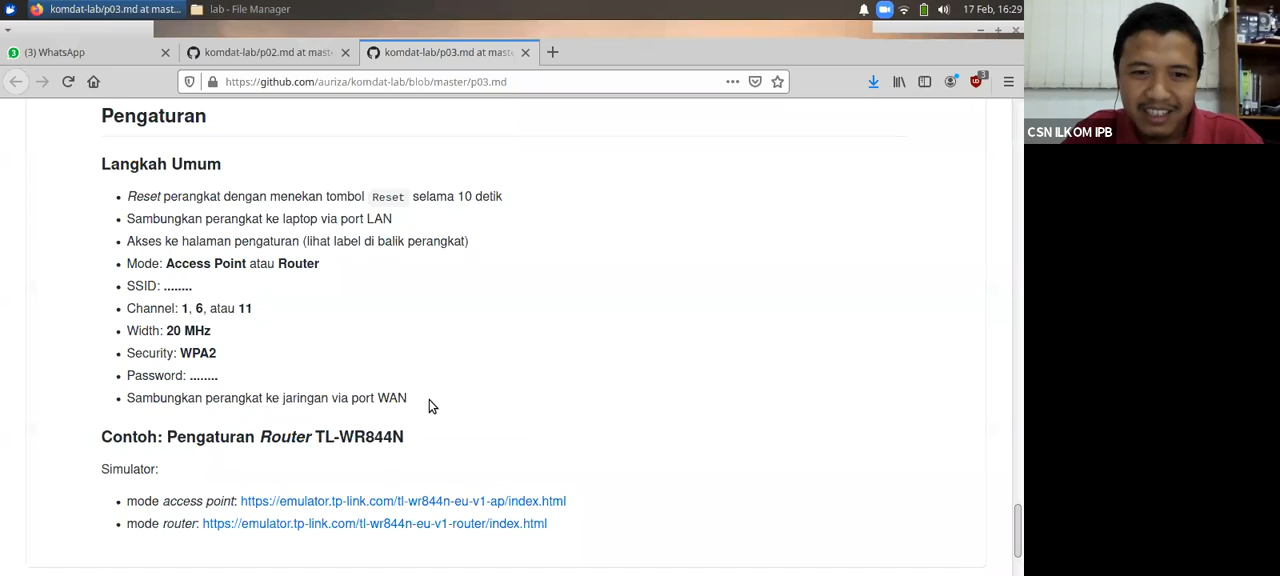 komdat-lab/p03.md at mast...
lab - File Manager
17 Feb, 16:29
(3) WhatsApp
komdat-lab/p02.md at mast
komdat-lab/p03.md at mast
https://github.com/auriza/komdat-lab/blob/master/p03.md
3
CSN ILKOM IPB
Pengaturan
Langkah Umum
Reset perangkat dengan menekan tombol Reset selama 10 detik
Sambungkan perangkat ke laptop via port LAN
Akses ke halaman pengaturan (lihat label di balik perangkat)
Mode: Access Point atau Router
SSID: ........
Channel: 1, 6, atau 11
Width: 20 MHz
Security: WPA2
Password: ........
Sambungkan perangkat ke jaringan via port WAN
Contoh: Pengaturan Router TL-WR844N
Simulator:
mode access point: https://emulator.tp-link.com/tl-wr844n-eu-v1-ap/index.html
mode router: https://emulator.tp-link.com/tl-wr844n-eu-v1-router/index.html